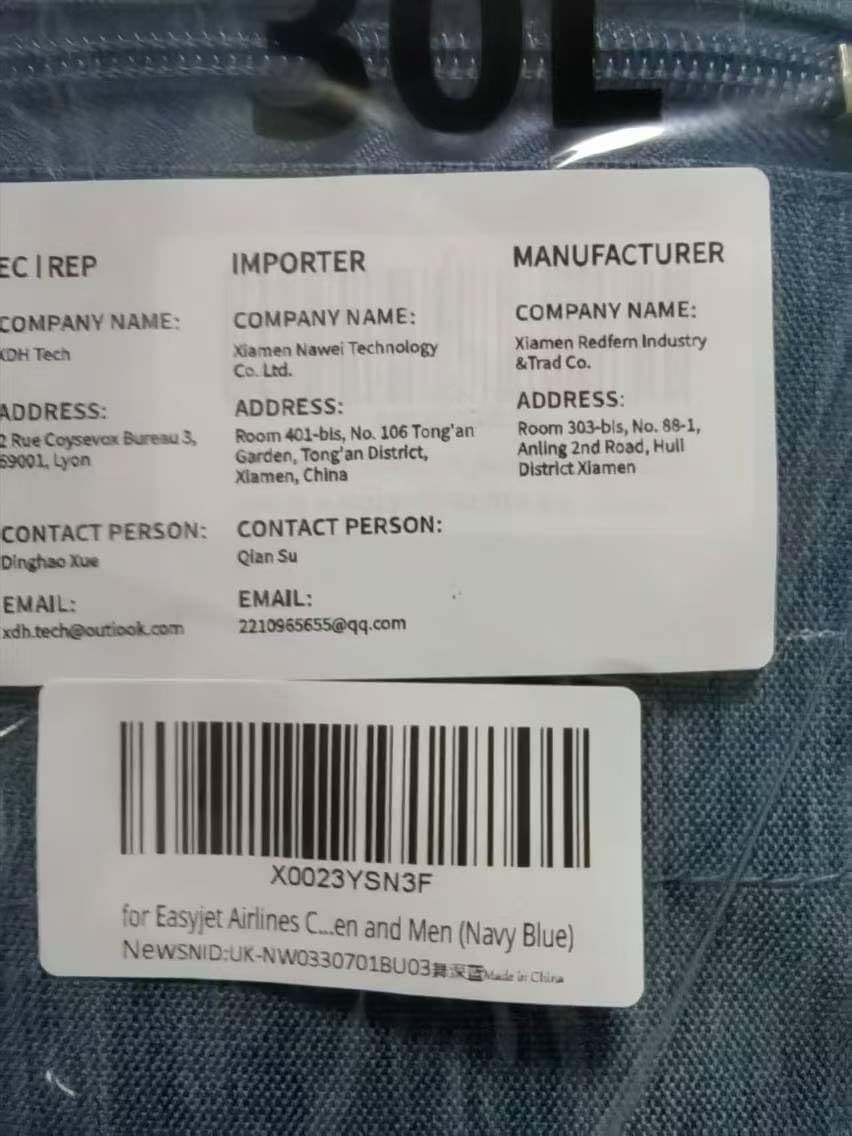 30L
EC | REP
COMPANY NAME:
XDH Tech
ADDRESS:
2 Rue Coysevox Bureau 3,
69001, Lyon
CONTACT PERSON:
Dinghao Xue
EMAIL:
xdh.tech@outlook.com
IMPORTER
COMPANY NAME:
Xiamen Nawei Technology
Co. Ltd.
ADDRESS:
Room 401-bis, No. 106 Tong'an
Garden, Tong'an District,
Xiamen, China
CONTACT PERSON:
Qian Su
EMAIL:
2210965655@qq.com
MANUFACTURER
COMPANY NAME:
Xiamen Redfern Industry
&Trad Co.
ADDRESS:
Room 303-bis, No. 88-1,
Anling 2nd Road, Huli
District Xiamen
X0023YSN3F
for Easyjet Airlines C...en and Men (Navy Blue)
NewSNID:UK-NW0330701BU03 深蓝 Made in China